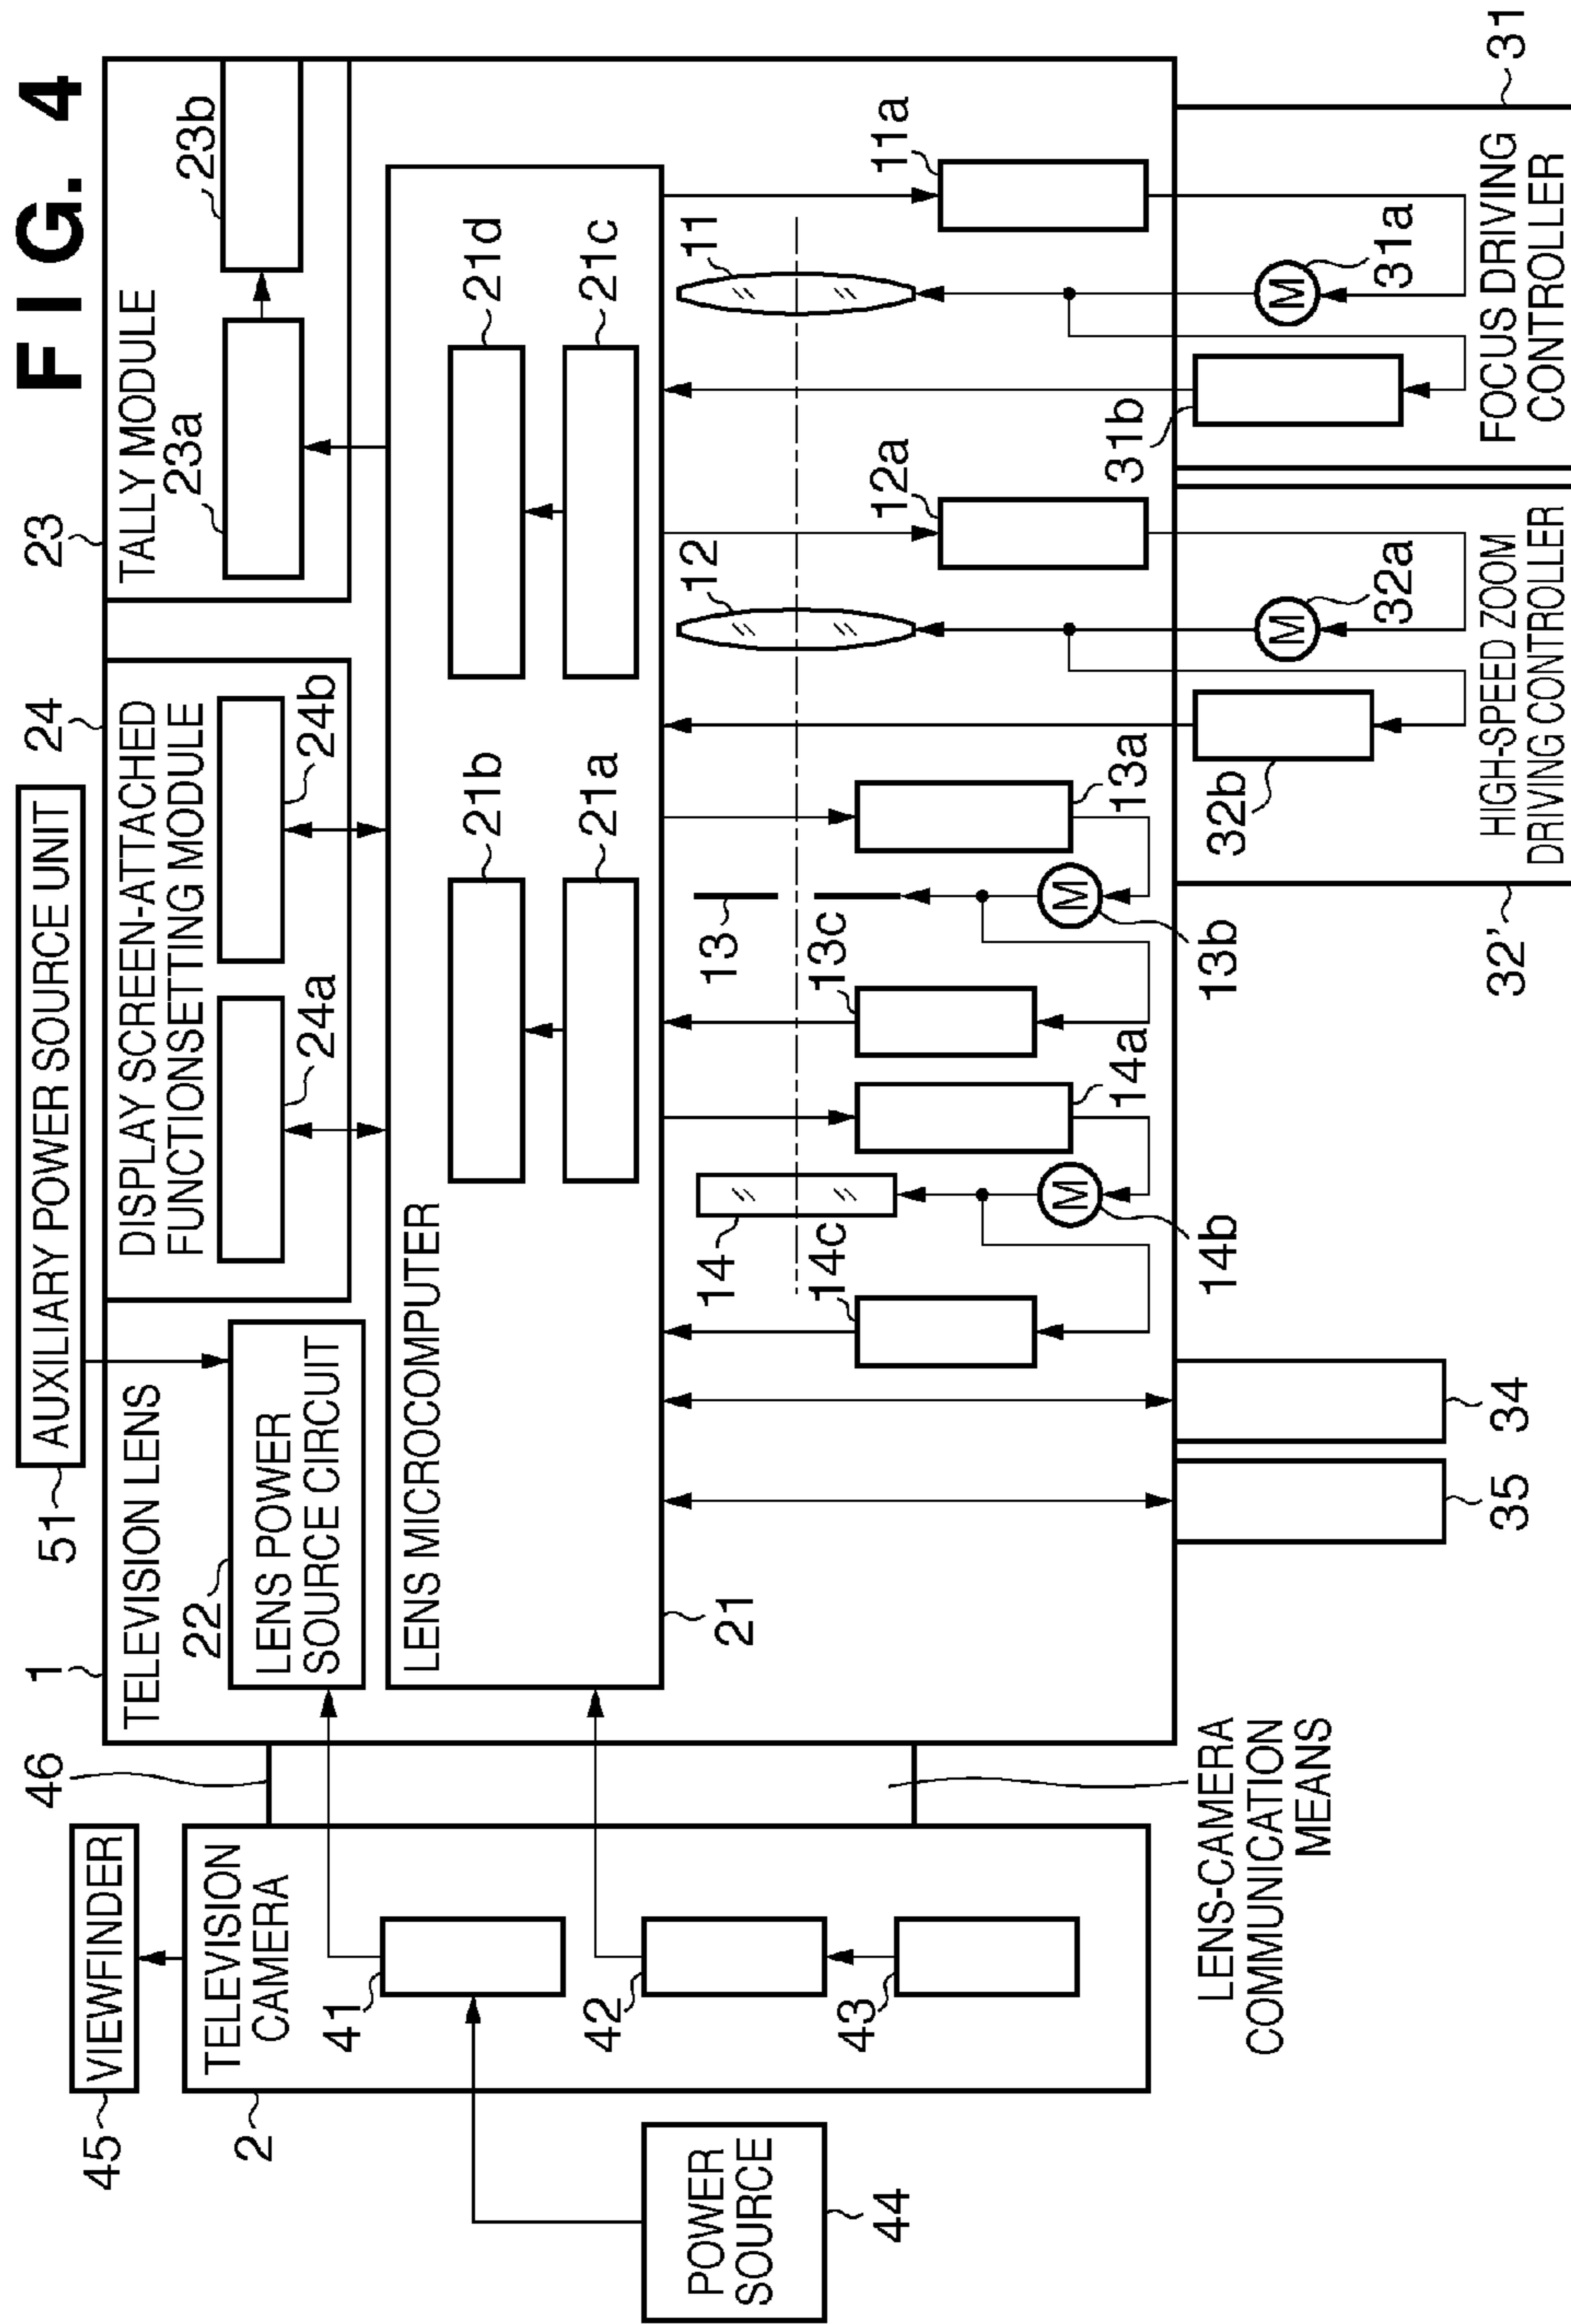 FIG. 4
51
AUXILIARY POWER SOURCE UNIT
24
23
1
TELEVISION LENS
22
LENS POWER
SOURCE CIRCUIT
DISPLAY SCREEN-ATTACHED
FUNCTIONSETTING MODULE
24a
24b
TALLY MODULE
23a
23b
46
45
VIEWFINDER
2
TELEVISION
CAMERA
41
42
43
POWER
SOURCE
44
LENS MICROCOMPUTER
21b
21d
21a
21c
21
14
14c
14a
14b
13
13c
13a
13b
12
12a
11
11a
M
M
M
M
32b
32a
31b
31a
LENS-CAMERA
COMMUNICATION
MEANS
35
34
32'
HIGH-SPEED ZOOM
DRIVING CONTROLLER
FOCUS DRIVING
CONTROLLER
31